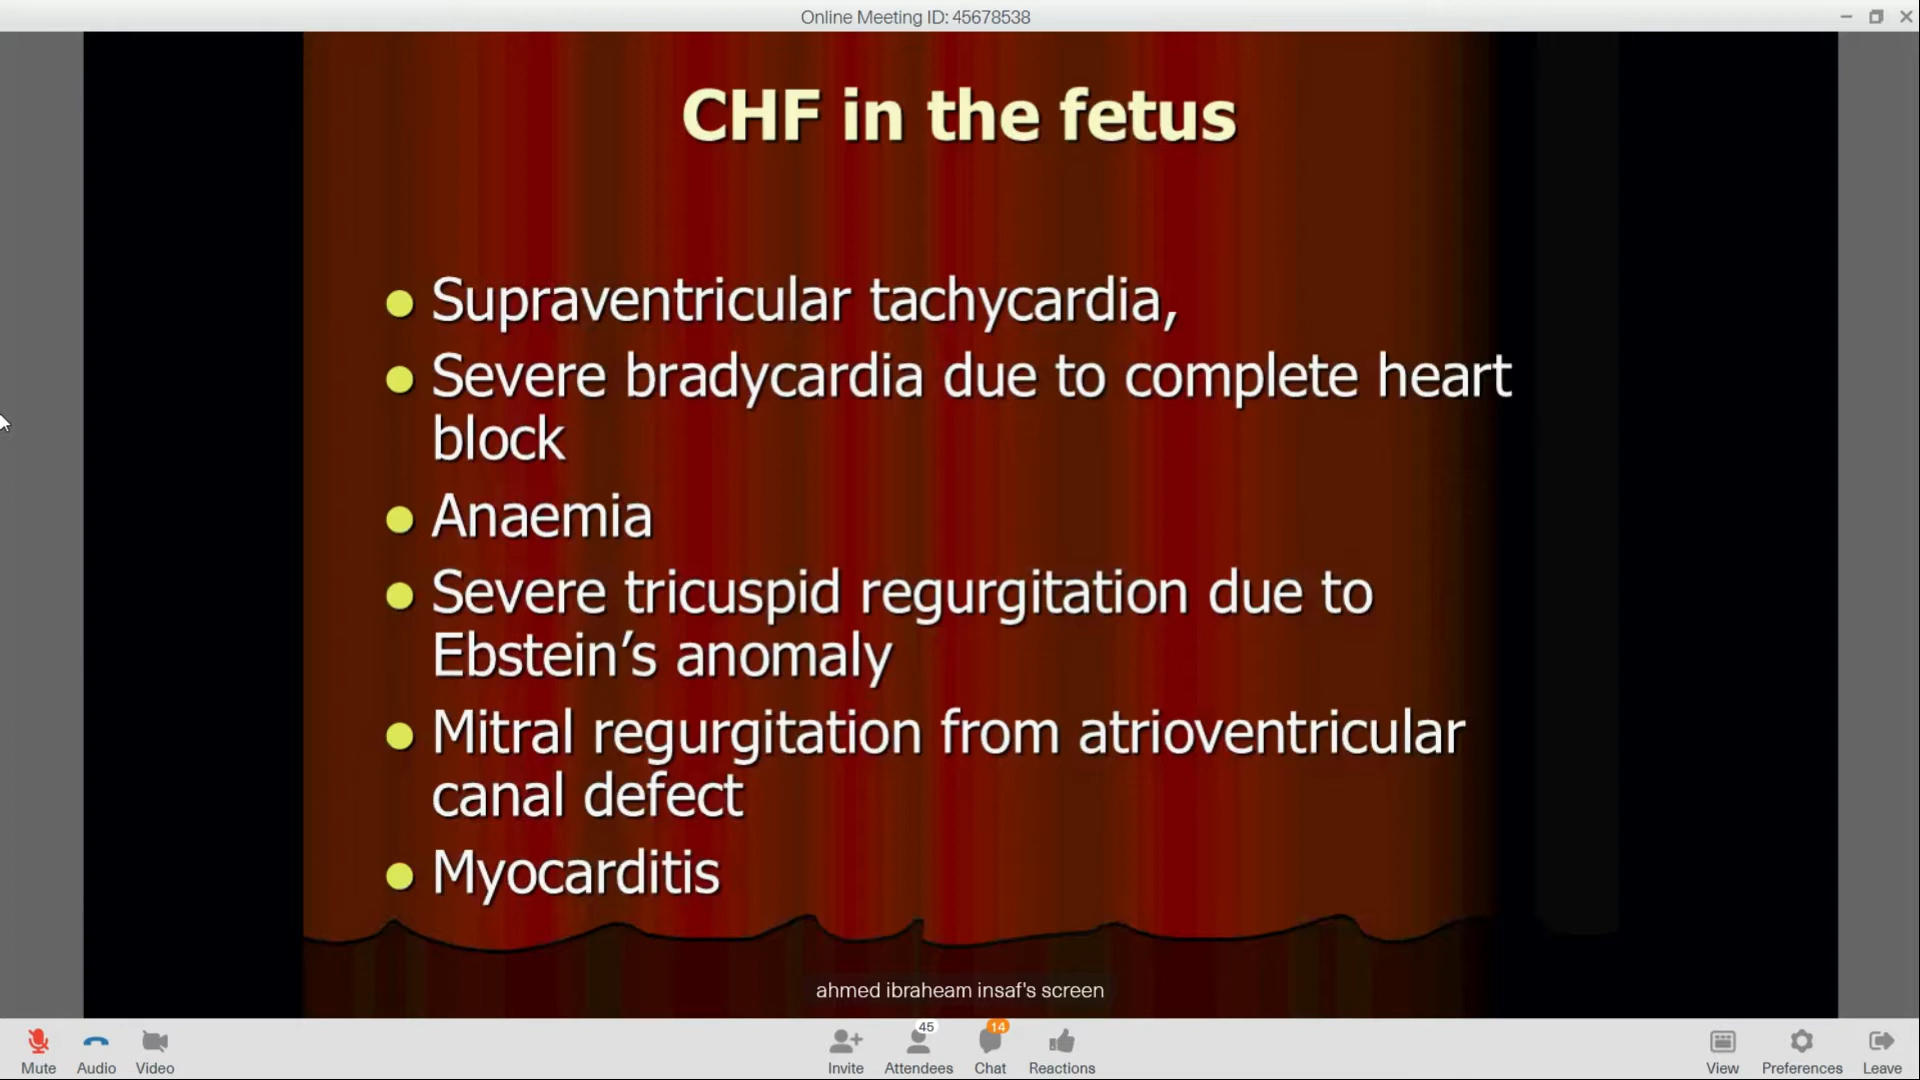 Online Meeting ID: 45678538
CHF in the fetus
Supraventricular tachycardia,
Severe bradycardia due to complete heart
block
Anaemia
Severe tricuspid regurgitation due to
Ebstein’s anomaly
Mitral regurgitation from atrioventricular
canal defect
Myocarditis
ahmed ibraheam insaf's screen
45
14
Mute Audio Video Invite Attendees Chat Reactions View Preferences Leave